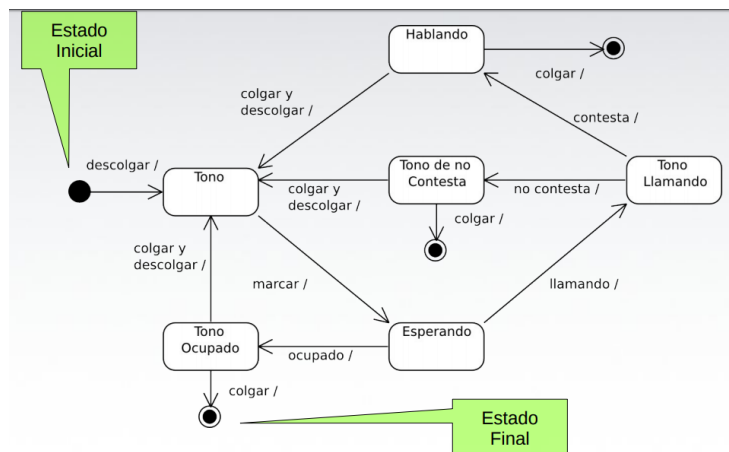 Estado
Inicial
Hablando
colgar /
colgar y
descolgar /
contesta /
descolgar /
Tono
colgar y
descolgar /
Tono de no
Contesta
no contesta /
Tono
Llamando
colgar /
colgar y
descolgar /
marcar /
llamando /
Tono
Ocupado
ocupado /
Esperando
colgar /
Estado
Final